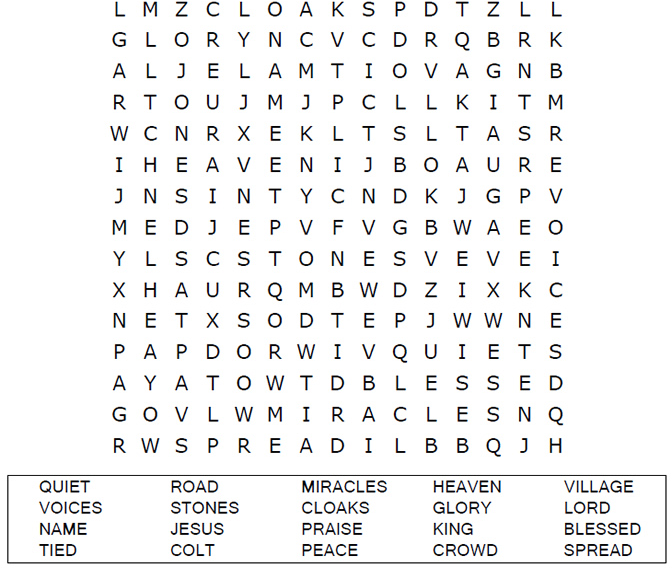 L M Z C L O A K S P D T Z L L
G L O R Y N C V C D R Q B R K
A L J E L A M T I O V A G N B
R T O U J M J P C L L K I T M
W C N R X E K L T S L T A S R
I H E A V E N I J B O A U R E
J N S I N T Y C N D K J G P V
M E D J E P V F V G B W A E O
Y L S C S T O N E S V E V E I
X H A U R Q M B W D Z I X K C
N E T X S O D T E P J W W N E
P A P D O R W I V Q U I E T S
A Y A T O W T D B L E S S E D
G O V L W M I R A C L E S N Q
R W S P R E A D I L B B Q J H
QUIET ROAD MIRACLES HEAVEN VILLAGE
VOICES STONES CLOAKS GLORY LORD
NAME JESUS PRAISE KING BLESSED
TIED COLT PEACE CROWD SPREAD